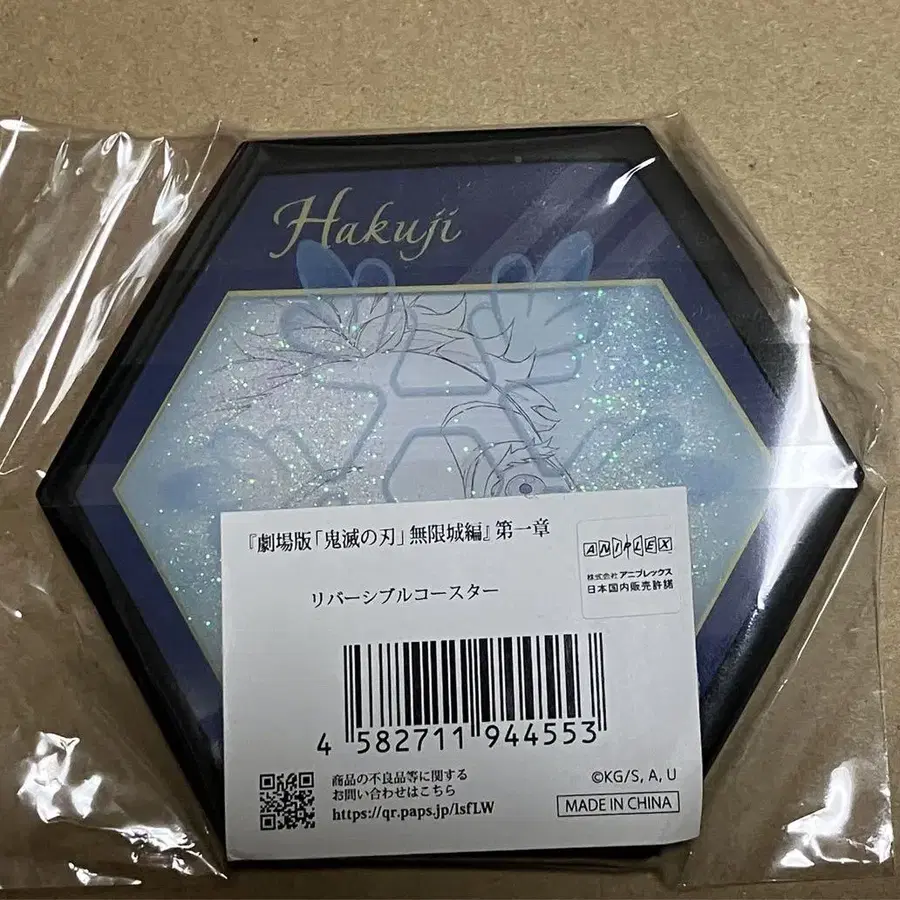 Hakuji
『劇場版「鬼滅の刃」無限城編』第一章
ANIPLEX
株式会社アニプレックス
日本国内販売許諾
リバーシブルコースター
4 582711 944553
商品の不良品等に関する
お問い合わせはこちら
https://qr.paps.jp/lsfLW
©KG/S, A, U
MADE IN CHINA